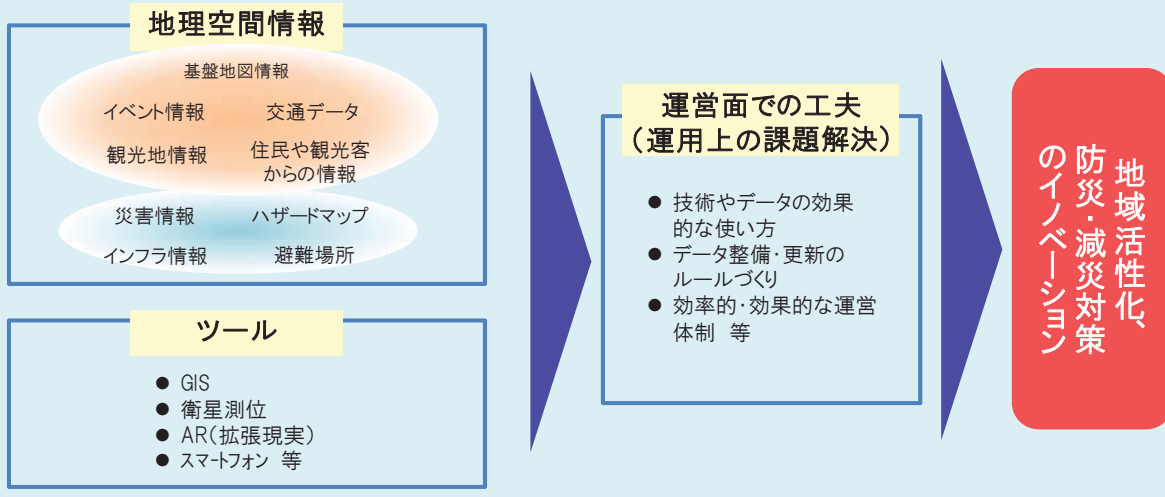 地理空間情報
基盤地図情報
イベント情報
交通データ
観光地情報
住民や観光客
からの情報
災害情報
ハザードマップ
インフラ情報
避難場所
ツール
● GIS
● 衛星測位
● AR(拡張現実)
● スマートフォン 等
運営面での工夫
(運用上の課題解決)
● 技術やデータの効果
的な使い方
● データ整備・更新の
ルールづくり
● 効率的・効果的な運営
体制 等
地域活性化、
防災・減災対策
のイノベーション